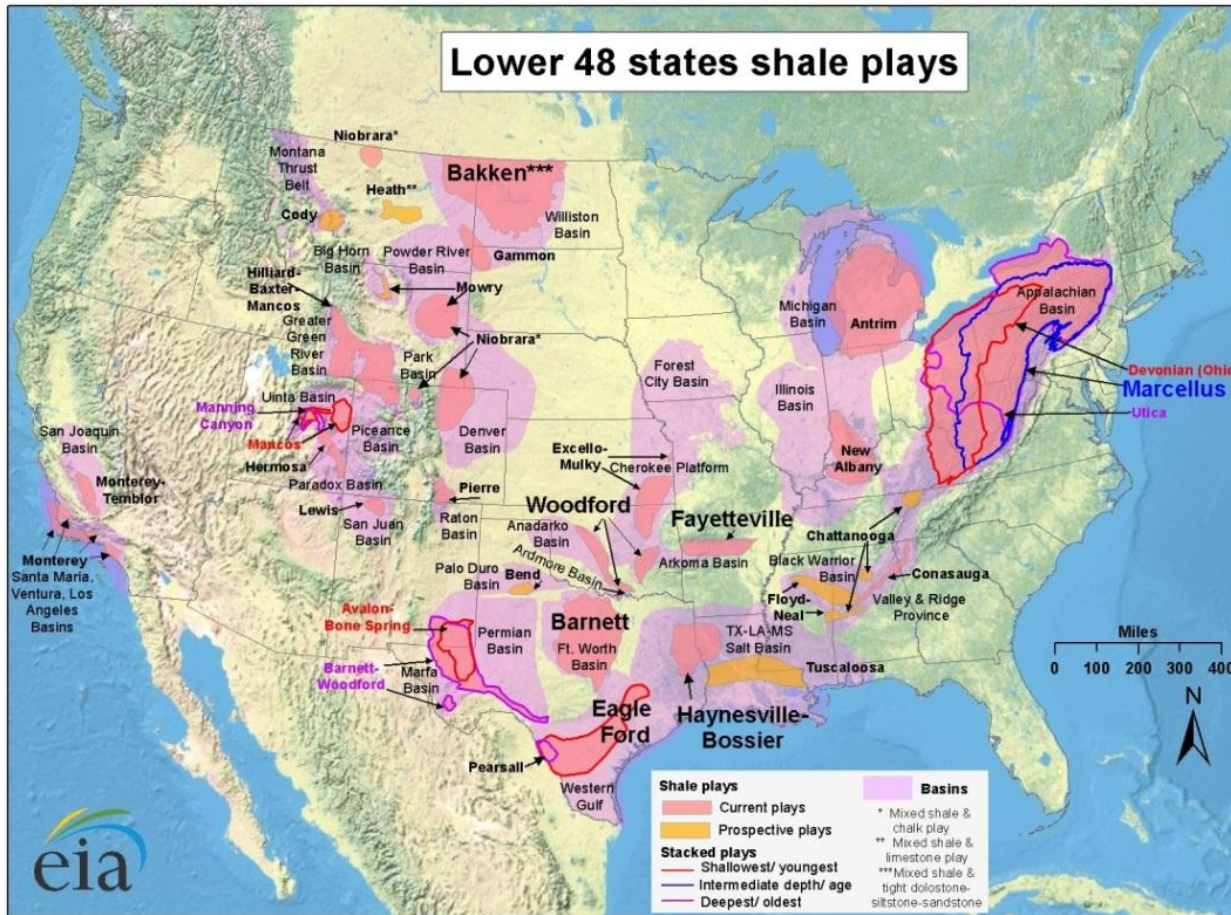 Lower 48 states shale plays
Niobrara*
Montana
Thrust
Belt
Bakken***
Heath**
Cody
Williston
Basin
Big Horn
Basin
Powder River
Basin
Gammon
Hilliard-
Baxter-
Mancos
Mowry
Greater
Green
River
Basin
Niobrara*
Park
Basin
Michigan
Basin
Antrim
Appalachian
Basin
Devonian (Ohio
Marcellus
Utica
Forest
City Basin
Illinois
Basin
Uinta Basin
Manning
Canyon
Mancos
Piceance
Basin
Denver
Basin
San Joaquin
Basin
Hermosa
Paradox Basin
Excello-
Mulky
Cherokee Platform
New
Albany
Monterey-
Temblor
Lewis
San Juan
Basin
Pierre
Raton
Basin
Woodford
Anadarko
Basin
Fayetteville
Chattanooga
Monterey
Santa Maria,
Ventura, Los
Angeles
Basins
Palo Duro
Basin
Bend
Ardmore Basin
Arkoma Basin
Black Warrior
Basin
Conasauga
Floyd-
Neal
Valley & Ridge
Province
Avalon-
Bone Spring
Permian
Basin
Barnett
Ft. Worth
Basin
TX-LA-MS
Salt Basin
Tuscaloosa
Barnett-
Woodford
Marfa
Basin
Eagle
Ford
Haynesville-
Bossier
Pearsall
Western
Gulf
Miles
0 100 200 300 400
N
Shale plays
Current plays
Prospective plays
Stacked plays
Shallowest/ youngest
Intermediate depth/ age
Deepest/ oldest
Basins
* Mixed shale &
chalk play
** Mixed shale &
limestone play
***Mixed shale &
tight dolostone-
siltstone-sandstone
eia